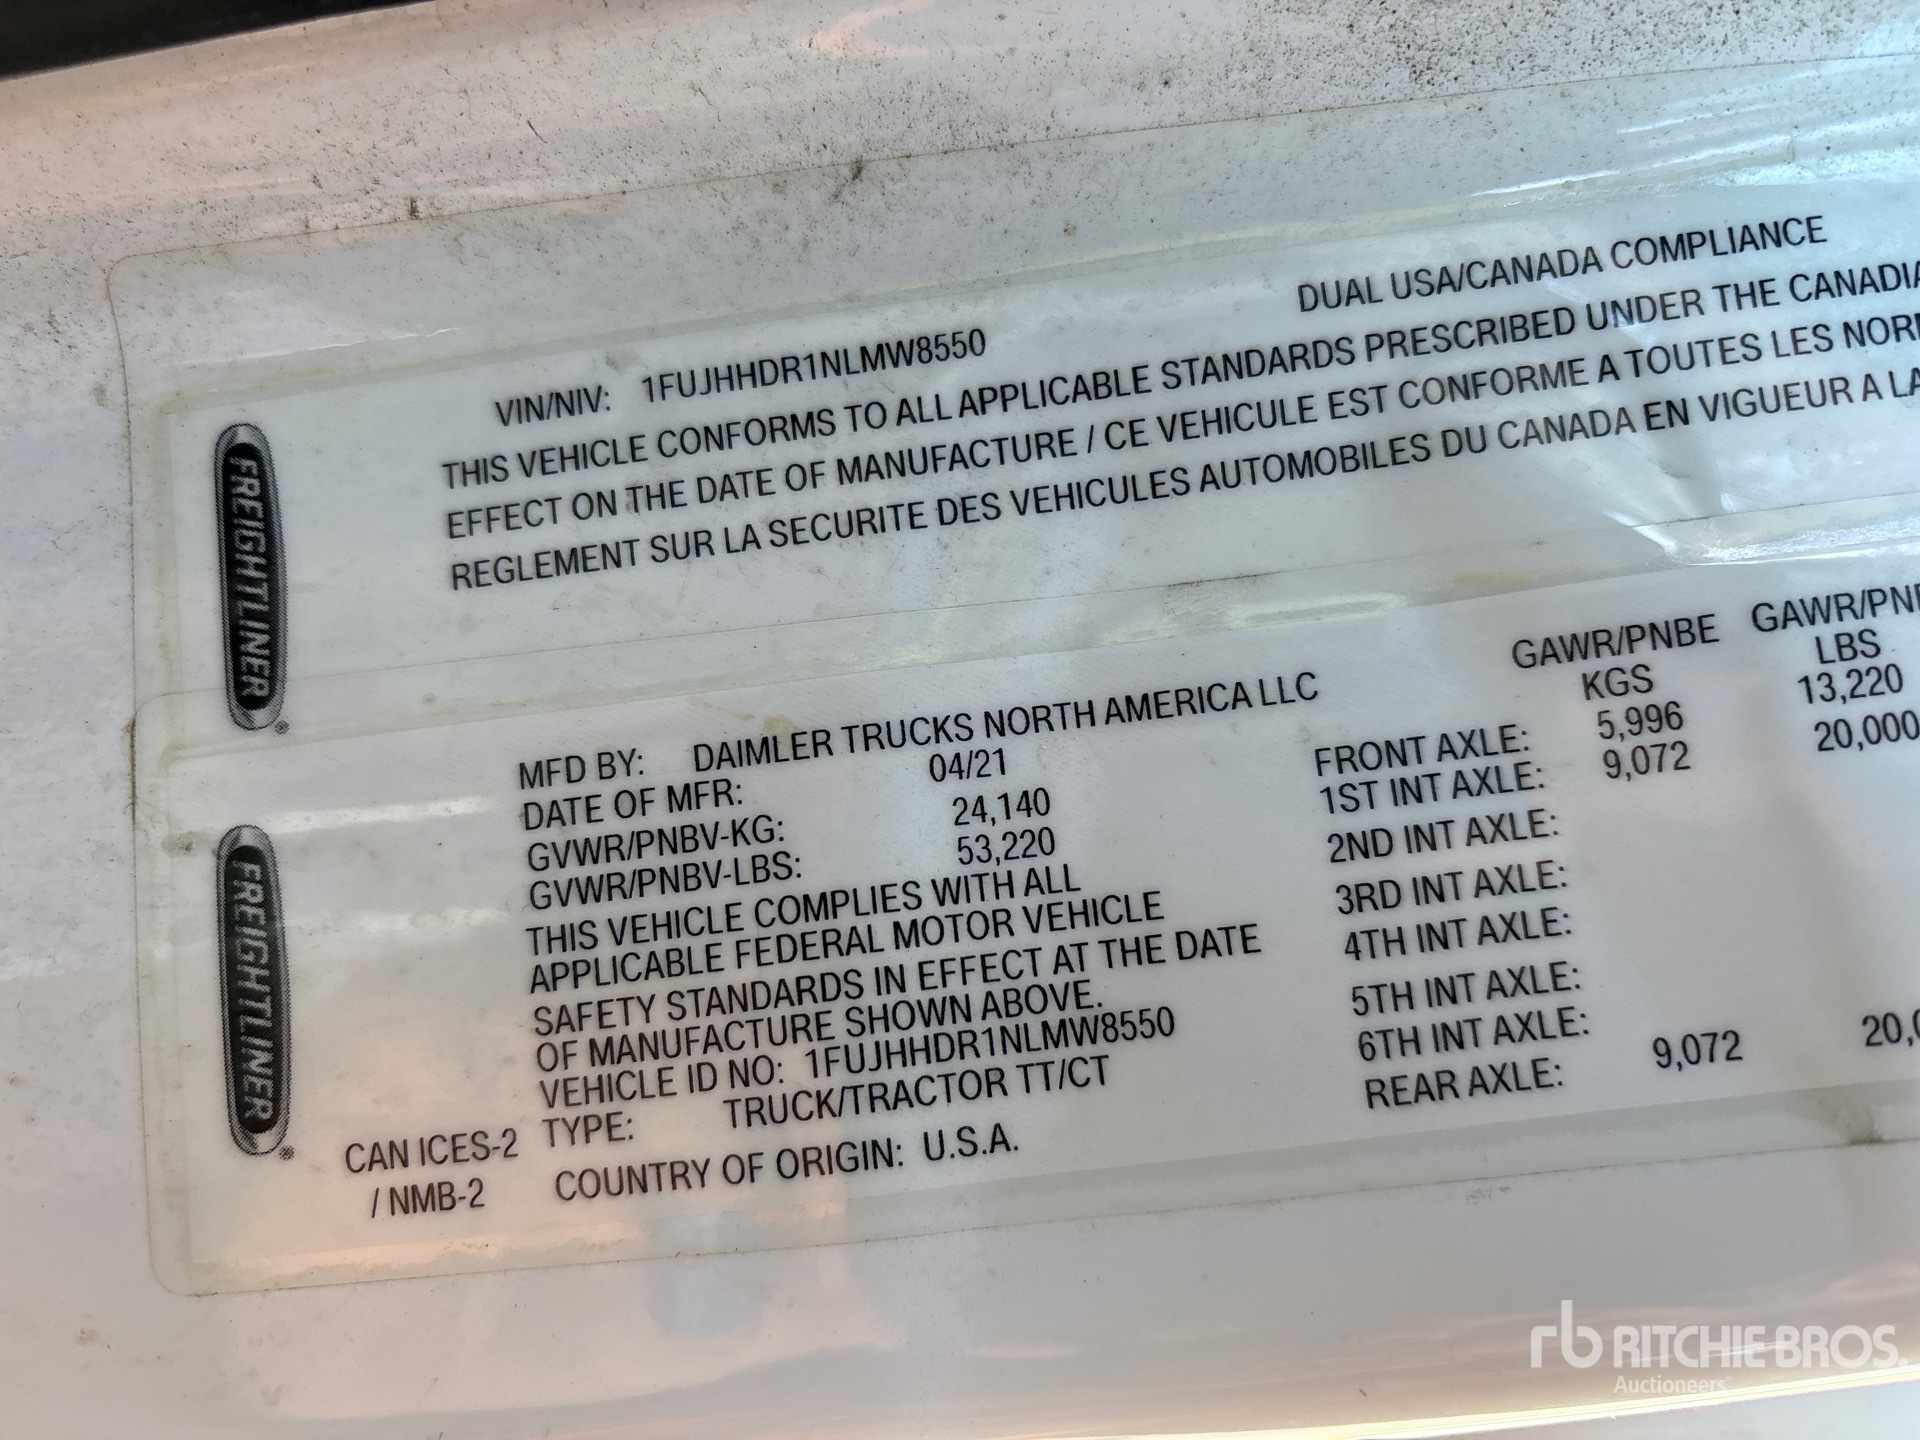 DUAL USA/CANADA COMPLIANCE
VIN/NIV: 1FUJHHDR1NLMW8550
THIS VEHICLE CONFORMS TO ALL APPLICABLE STANDARDS PRESCRIBED UNDER THE CANADIA
EFFECT ON THE DATE OF MANUFACTURE / CE VEHICULE EST CONFORME A TOUTES LES NOR
REGLEMENT SUR LA SECURITE DES VEHICULES AUTOMOBILES DU CANADA EN VIGUEUR A LA
FREIGHTLINER
FREIGHTLINER
MFD BY: DAIMLER TRUCKS NORTH AMERICA LLC
DATE OF MFR: 04/21
GVWR/PNBV-KG: 24,140
GVWR/PNBV-LBS: 53,220
THIS VEHICLE COMPLIES WITH ALL
APPLICABLE FEDERAL MOTOR VEHICLE
SAFETY STANDARDS IN EFFECT AT THE DATE
OF MANUFACTURE SHOWN ABOVE.
VEHICLE ID NO: 1FUJHHDR1NLMW8550
TYPE: TRUCK/TRACTOR TT/CT
COUNTRY OF ORIGIN: U.S.A.
CAN ICES-2
/ NMB-2
GAWR/PNBE GAWR/PNB
KGS LBS
FRONT AXLE: 5,996 13,220
1ST INT AXLE: 9,072 20,000
2ND INT AXLE:
3RD INT AXLE:
4TH INT AXLE:
5TH INT AXLE:
6TH INT AXLE:
REAR AXLE: 9,072 20,0
rb RITCHIE BROS.
Auctioneers